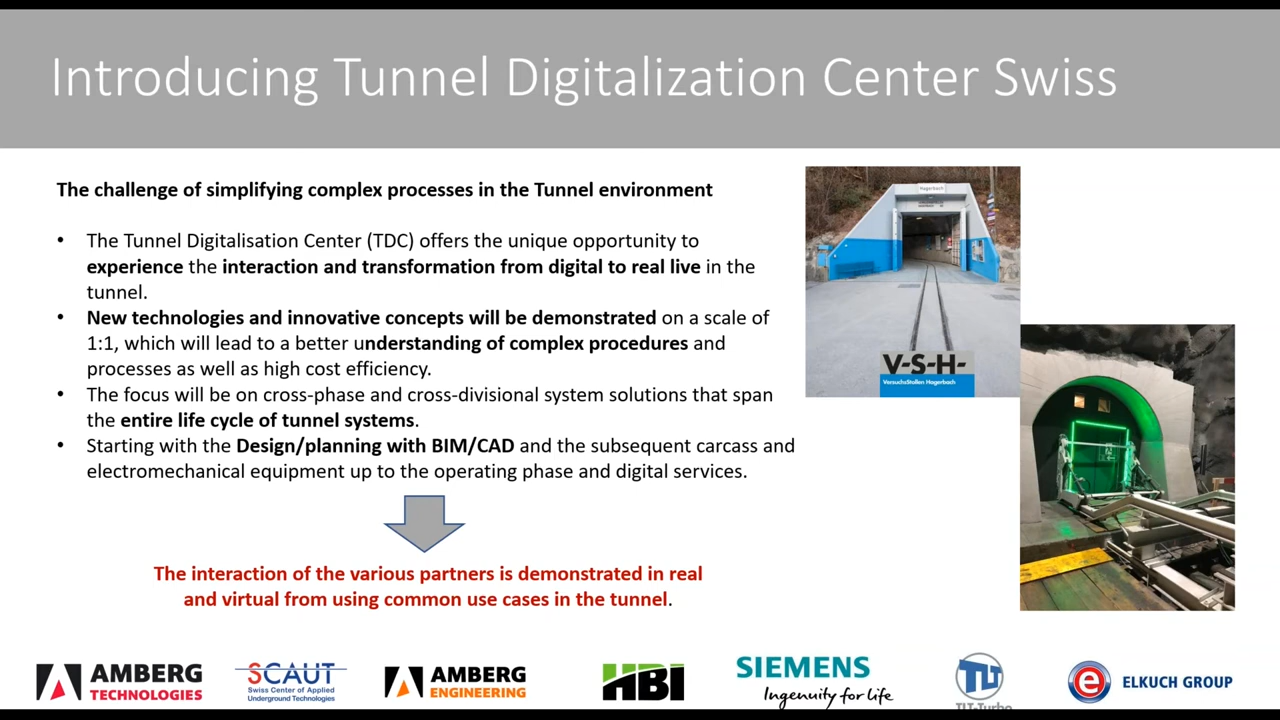 Introducing Tunnel Digitalization Center Swiss
The challenge of simplifying complex processes in the Tunnel environment
• The Tunnel Digitalisation Center (TDC) offers the unique opportunity to
experience the interaction and transformation from digital to real live in the
tunnel.
• New technologies and innovative concepts will be demonstrated on a scale of
1:1, which will lead to a better understanding of complex procedures and
processes as well as high cost efficiency.
• The focus will be on cross-phase and cross-divisional system solutions that span
the entire life cycle of tunnel systems.
• Starting with the Design/planning with BIM/CAD and the subsequent carcass and
electromechanical equipment up to the operating phase and digital services.
The interaction of the various partners is demonstrated in real
and virtual from using common use cases in the tunnel.
Hagerbach
V-S-H-
VersuchsStollen Hagerbach
AMBERG
TECHNOLOGIES
SCAUT
Swiss Center of Applied
Underground Technologies
AMBERG
ENGINEERING
HBI
SIEMENS
Ingenuity for life
TLT
TLT-Turbo
e
ELKUCH GROUP